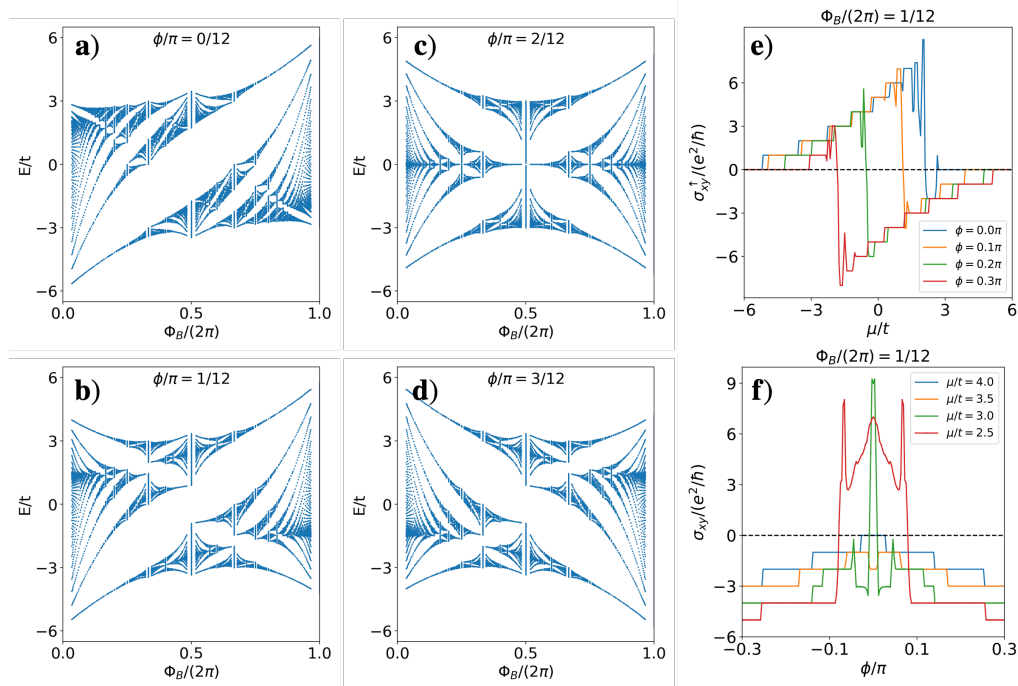 a)
ϕ/π = 0/12
E/t
6
3
0
−3
−6
0.0
0.5
1.0
Φ_B/(2π)
c)
ϕ/π = 2/12
E/t
6
3
0
−3
−6
0.0
0.5
1.0
Φ_B/(2π)
e)
Φ_B/(2π) = 1/12
σ_xy^↑/(e²/ℏ)
6
3
0
−3
−6
ϕ = 0.0π
ϕ = 0.1π
ϕ = 0.2π
ϕ = 0.3π
−6
−3
0
3
6
μ/t
b)
ϕ/π = 1/12
E/t
6
3
0
−3
−6
0.0
0.5
1.0
Φ_B/(2π)
d)
ϕ/π = 3/12
E/t
6
3
0
−3
−6
0.0
0.5
1.0
Φ_B/(2π)
f)
Φ_B/(2π) = 1/12
σ_xy/(e²/ℏ)
9
6
3
0
−3
−6
μ/t = 4.0
μ/t = 3.5
μ/t = 3.0
μ/t = 2.5
−0.3
−0.1
0.1
0.3
ϕ/π